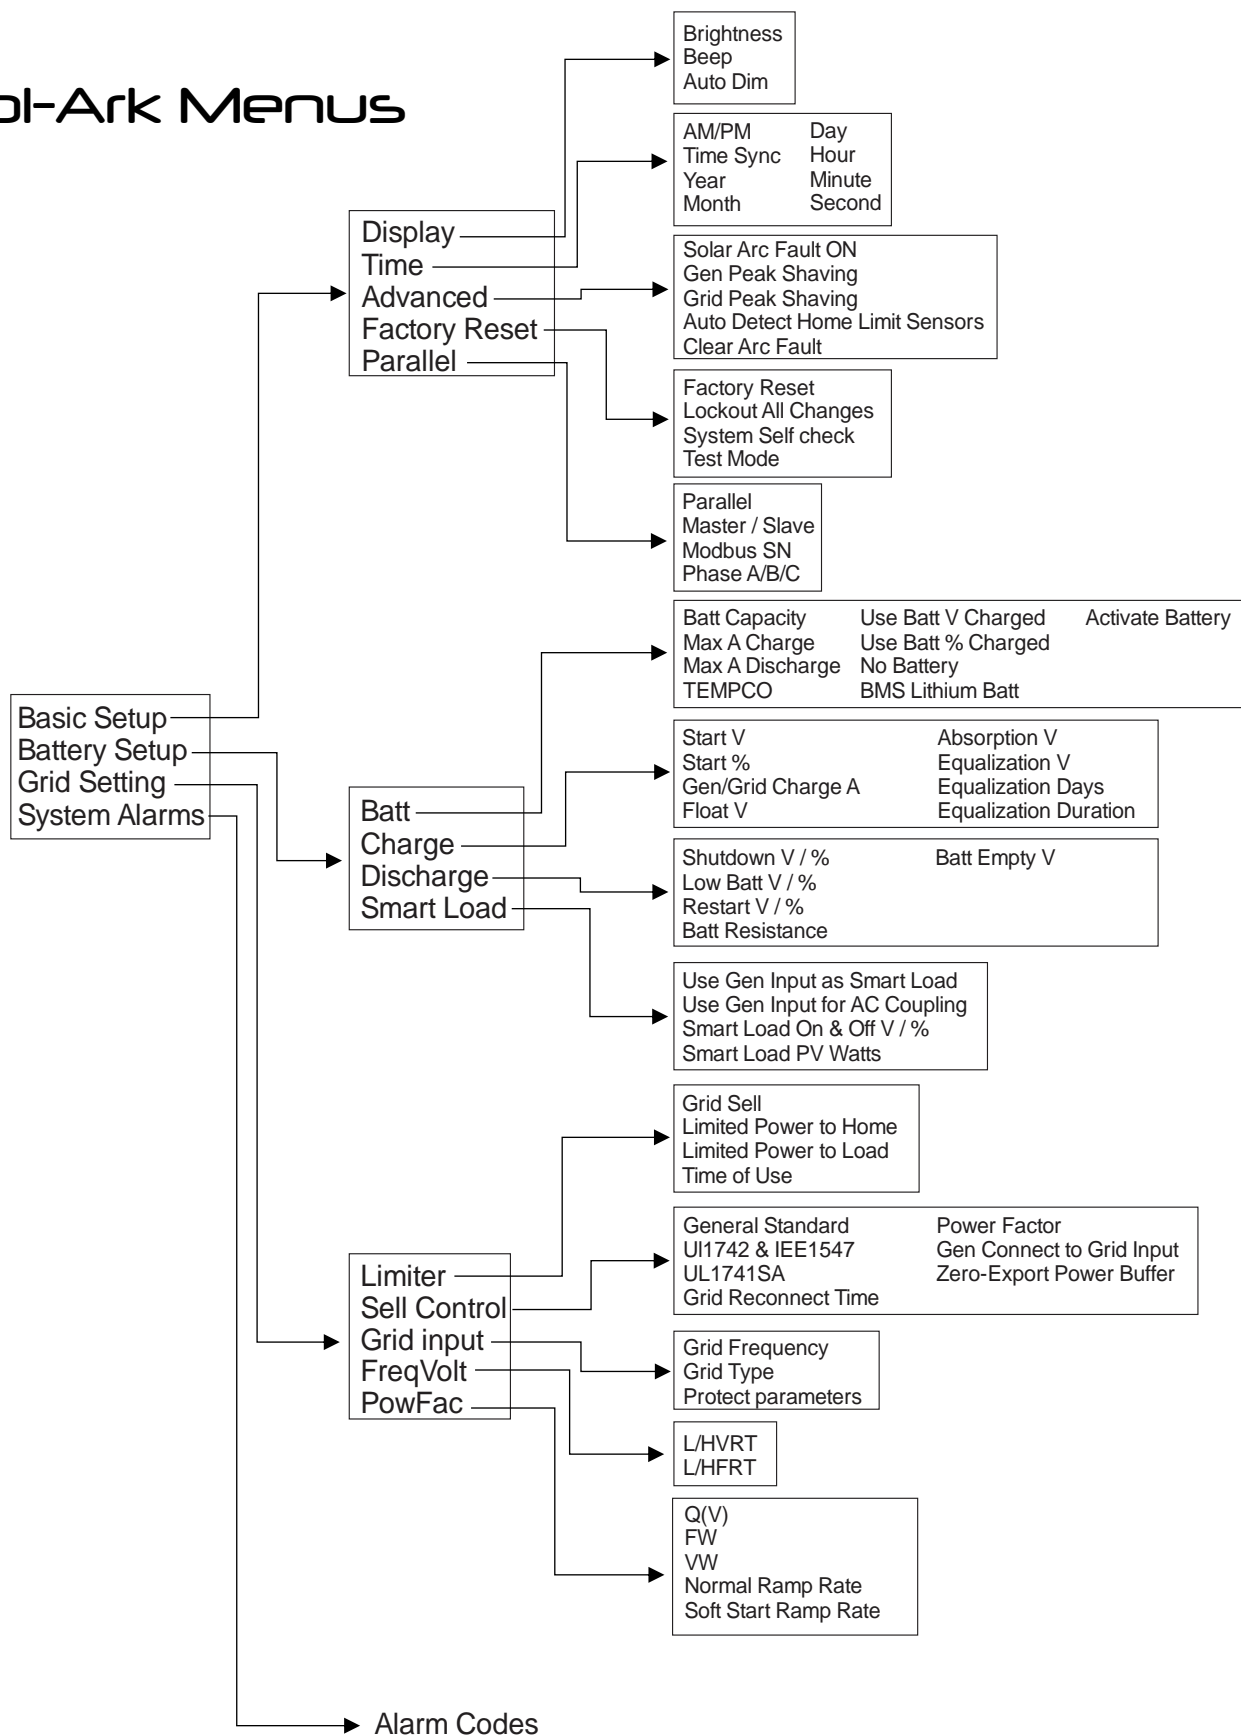 ol-Ark Menus
Basic Setup
Battery Setup
Grid Setting
System Alarms
Display
Time
Advanced
Factory Reset
Parallel
Brightness
Beep
Auto Dim
AM/PM Day
Time Sync Hour
Year Minute
Month Second
Solar Arc Fault ON
Gen Peak Shaving
Grid Peak Shaving
Auto Detect Home Limit Sensors
Clear Arc Fault
Factory Reset
Lockout All Changes
System Self check
Test Mode
Parallel
Master / Slave
Modbus SN
Phase A/B/C
Batt
Charge
Discharge
Smart Load
Batt Capacity Use Batt V Charged Activate Battery
Max A Charge Use Batt % Charged
Max A Discharge No Battery
TEMPCO BMS Lithium Batt
Start V Absorption V
Start % Equalization V
Gen/Grid Charge A Equalization Days
Float V Equalization Duration
Shutdown V / % Batt Empty V
Low Batt V / %
Restart V / %
Batt Resistance
Use Gen Input as Smart Load
Use Gen Input for AC Coupling
Smart Load On & Off V / %
Smart Load PV Watts
Limiter
Sell Control
Grid input
FreqVolt
PowFac
Grid Sell
Limited Power to Home
Limited Power to Load
Time of Use
General Standard Power Factor
Ul1742 & IEE1547 Gen Connect to Grid Input
UL1741SA Zero-Export Power Buffer
Grid Reconnect Time
Grid Frequency
Grid Type
Protect parameters
L/HVRT
L/HFRT
Q(V)
FW
VW
Normal Ramp Rate
Soft Start Ramp Rate
Alarm Codes